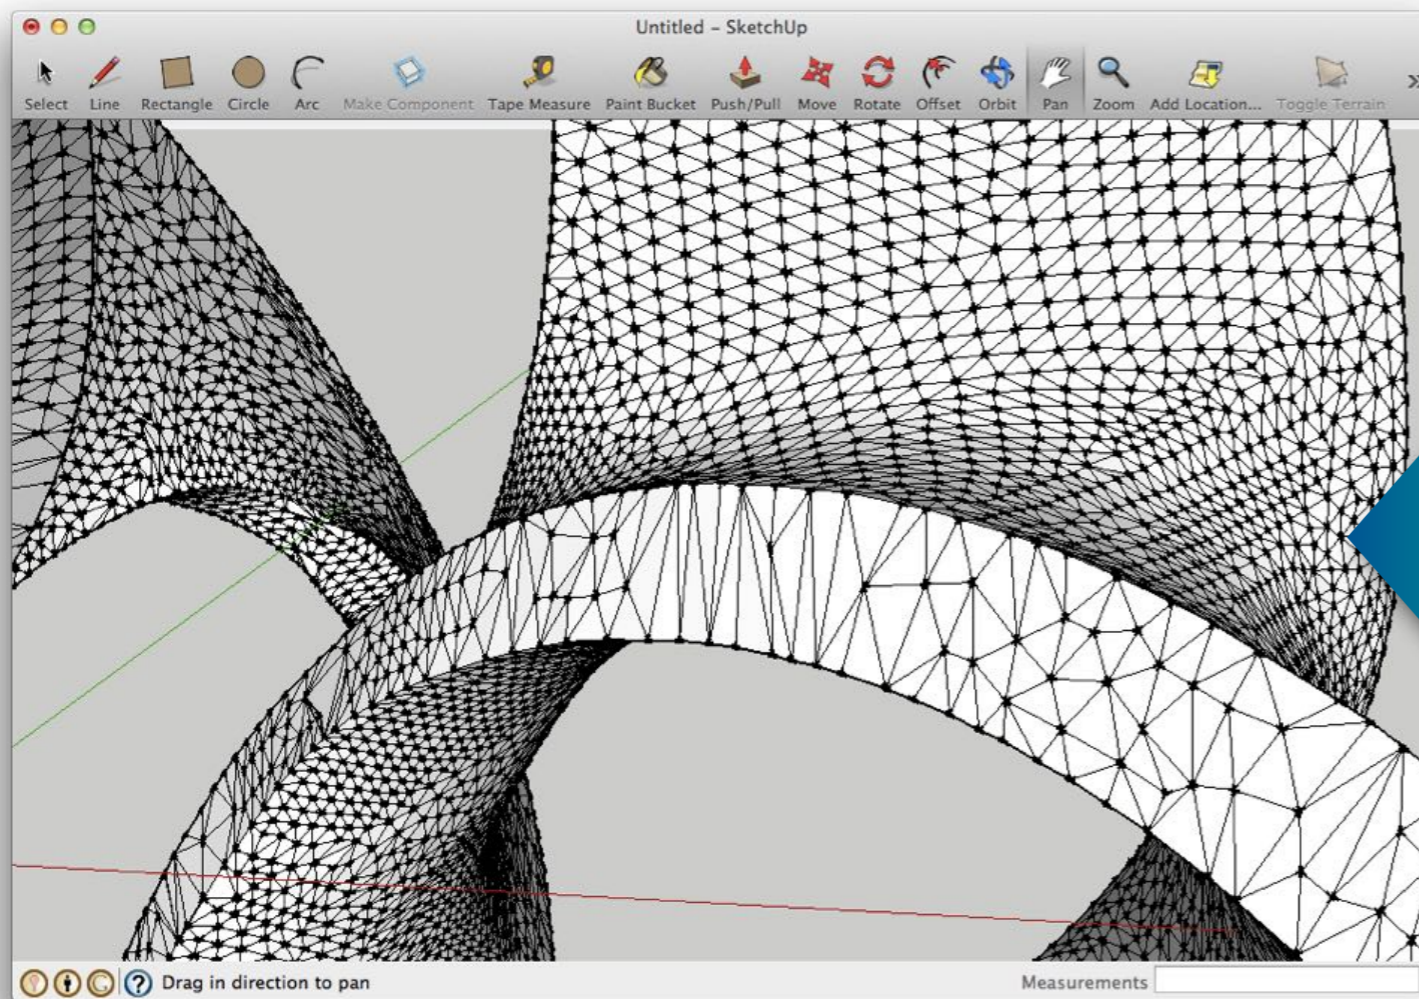 Untitled – SketchUp
Select Line Rectangle Circle Arc Make Component Tape Measure Paint Bucket Push/Pull Move Rotate Offset Orbit Pan Zoom Add Location... Toggle Terrain »
? Drag in direction to pan Measurements